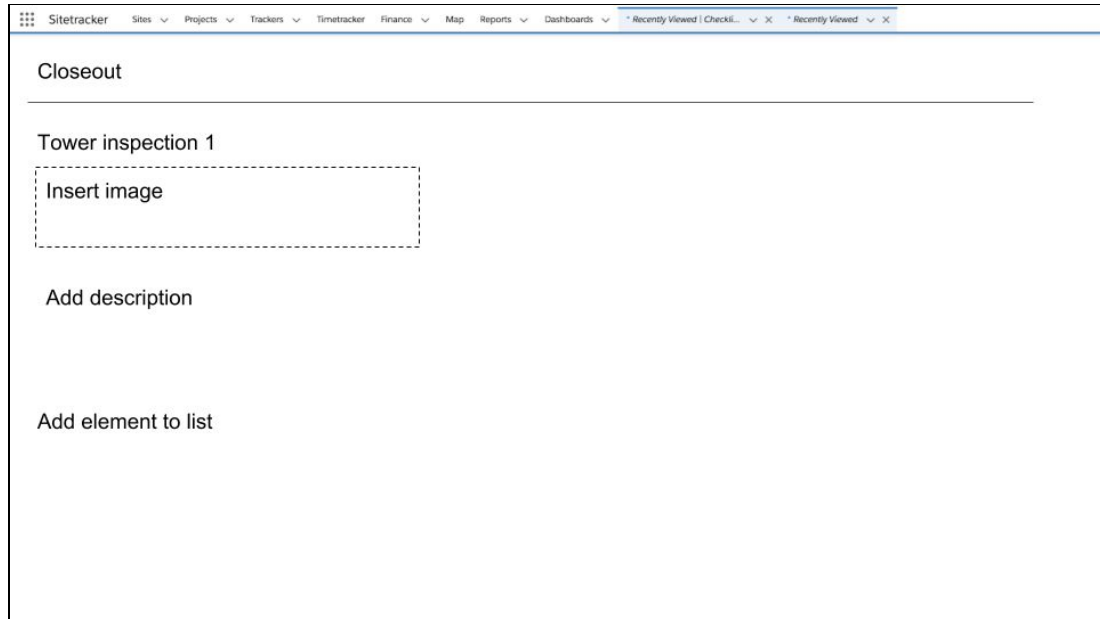 Sitetracker Sites Projects Trackers Timetracker Finance Map Reports Dashboards * Recently Viewed | Checkli... * Recently Viewed
Closeout
Tower inspection 1
Insert image
Add description
Add element to list